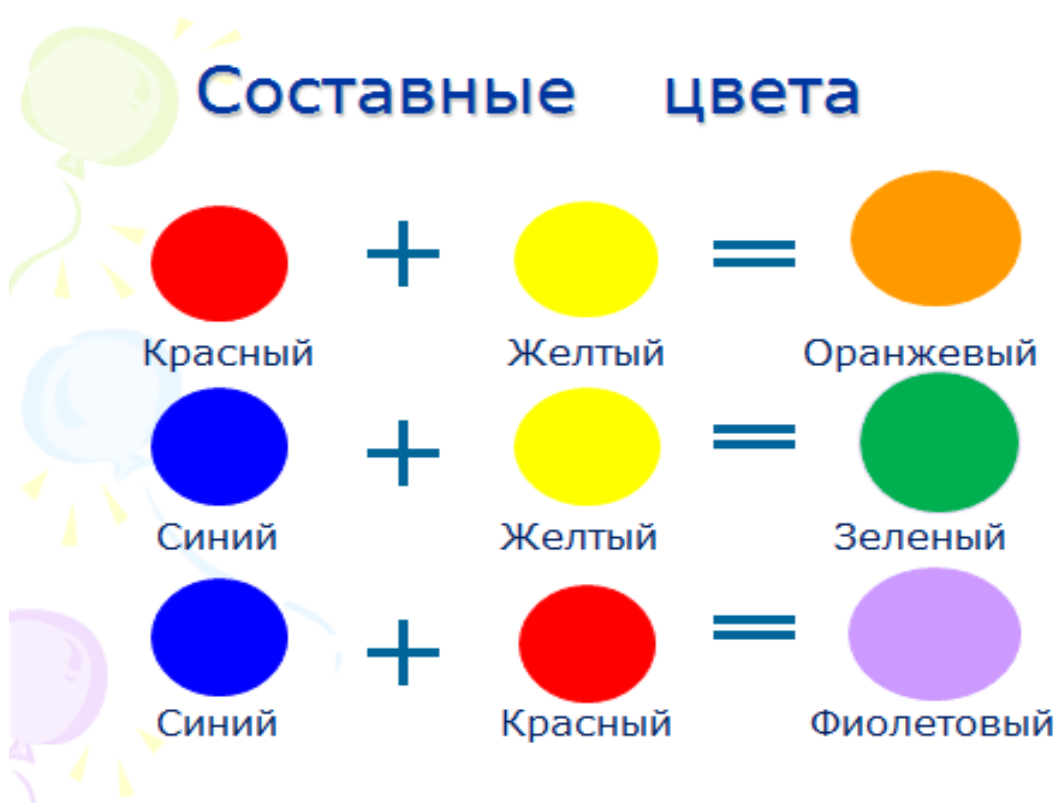 Составные цвета
Красный Желтый Оранжевый
Синий Желтый Зеленый
Синий Красный Фиолетовый